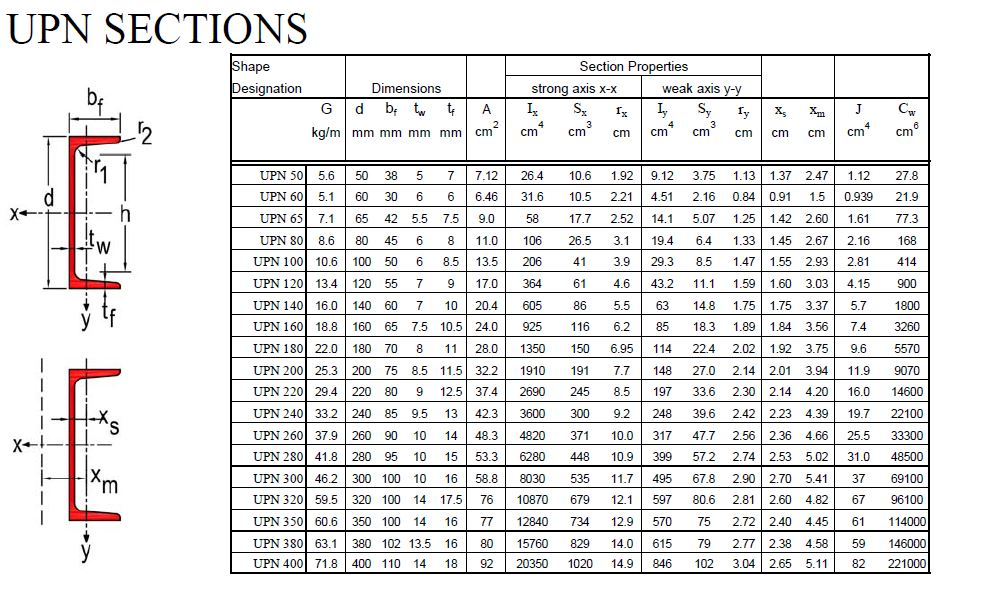 UPN SECTIONS
Shape Section Properties
Designation Dimensions strong axis x-x weak axis y-y
G d bf tw tf A Ix Sx rx Iy Sy ry xs xm J Cw
kg/m mm mm mm mm cm2 cm4 cm3 cm cm4 cm3 cm cm cm cm4 cm6
UPN 50 5.6 50 38 5 7 7.12 26.4 10.6 1.92 9.12 3.75 1.13 1.37 2.47 1.12 27.8
UPN 60 5.1 60 30 6 6 6.46 31.6 10.5 2.21 4.51 2.16 0.84 0.91 1.5 0.939 21.9
UPN 65 7.1 65 42 5.5 7.5 9.0 58 17.7 2.52 14.1 5.07 1.25 1.42 2.60 1.61 77.3
UPN 80 8.6 80 45 6 8 11.0 106 26.5 3.1 19.4 6.4 1.33 1.45 2.67 2.16 168
UPN 100 10.6 100 50 6 8.5 13.5 206 41 3.9 29.3 8.5 1.47 1.55 2.93 2.81 414
UPN 120 13.4 120 55 7 9 17.0 364 61 4.6 43.2 11.1 1.59 1.60 3.03 4.15 900
UPN 140 16.0 140 60 7 10 20.4 605 86 5.5 63 14.8 1.75 1.75 3.37 5.7 1800
UPN 160 18.8 160 65 7.5 10.5 24.0 925 116 6.2 85 18.3 1.89 1.84 3.56 7.4 3260
UPN 180 22.0 180 70 8 11 28.0 1350 150 6.95 114 22.4 2.02 1.92 3.75 9.6 5570
UPN 200 25.3 200 75 8.5 11.5 32.2 1910 191 7.7 148 27.0 2.14 2.01 3.94 11.9 9070
UPN 220 29.4 220 80 9 12.5 37.4 2690 245 8.5 197 33.6 2.30 2.14 4.20 16.0 14600
UPN 240 33.2 240 85 9.5 13 42.3 3600 300 9.2 248 39.6 2.42 2.23 4.39 19.7 22100
UPN 260 37.9 260 90 10 14 48.3 4820 371 10.0 317 47.7 2.56 2.36 4.66 25.5 33300
UPN 280 41.8 280 95 10 15 53.3 6280 448 10.9 399 57.2 2.74 2.53 5.02 31.0 48500
UPN 300 46.2 300 100 10 16 58.8 8030 535 11.7 495 67.8 2.90 2.70 5.41 37 69100
UPN 320 59.5 320 100 14 17.5 76 10870 679 12.1 597 80.6 2.81 2.60 4.82 67 96100
UPN 350 60.6 350 100 14 16 77 12840 734 12.9 570 75 2.72 2.40 4.45 61 114000
UPN 380 63.1 380 102 13.5 16 80 15760 829 14.0 615 79 2.77 2.38 4.58 59 146000
UPN 400 71.8 400 110 14 18 92 20350 1020 14.9 846 102 3.04 2.65 5.11 82 221000
bf
r2
r1
d
x h
tw
y tf
xs
x
xm
y